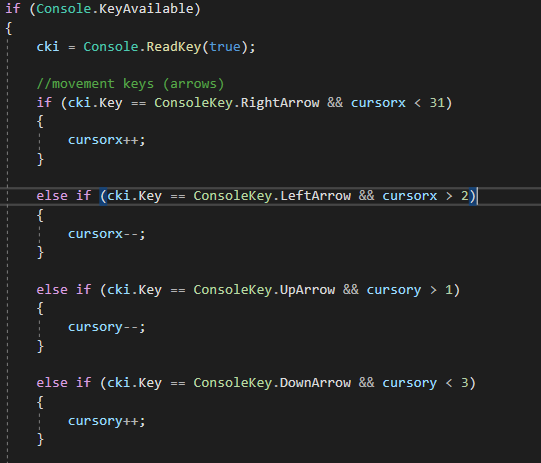 if (Console.KeyAvailable)
{
cki = Console.ReadKey(true);
//movement keys (arrows)
if (cki.Key == ConsoleKey.RightArrow && cursorx < 31)
{
cursorx++;
}
else if (cki.Key == ConsoleKey.LeftArrow && cursorx > 2)
{
cursorx--;
}
else if (cki.Key == ConsoleKey.UpArrow && cursory > 1)
{
cursory--;
}
else if (cki.Key == ConsoleKey.DownArrow && cursory < 3)
{
cursory++;
}